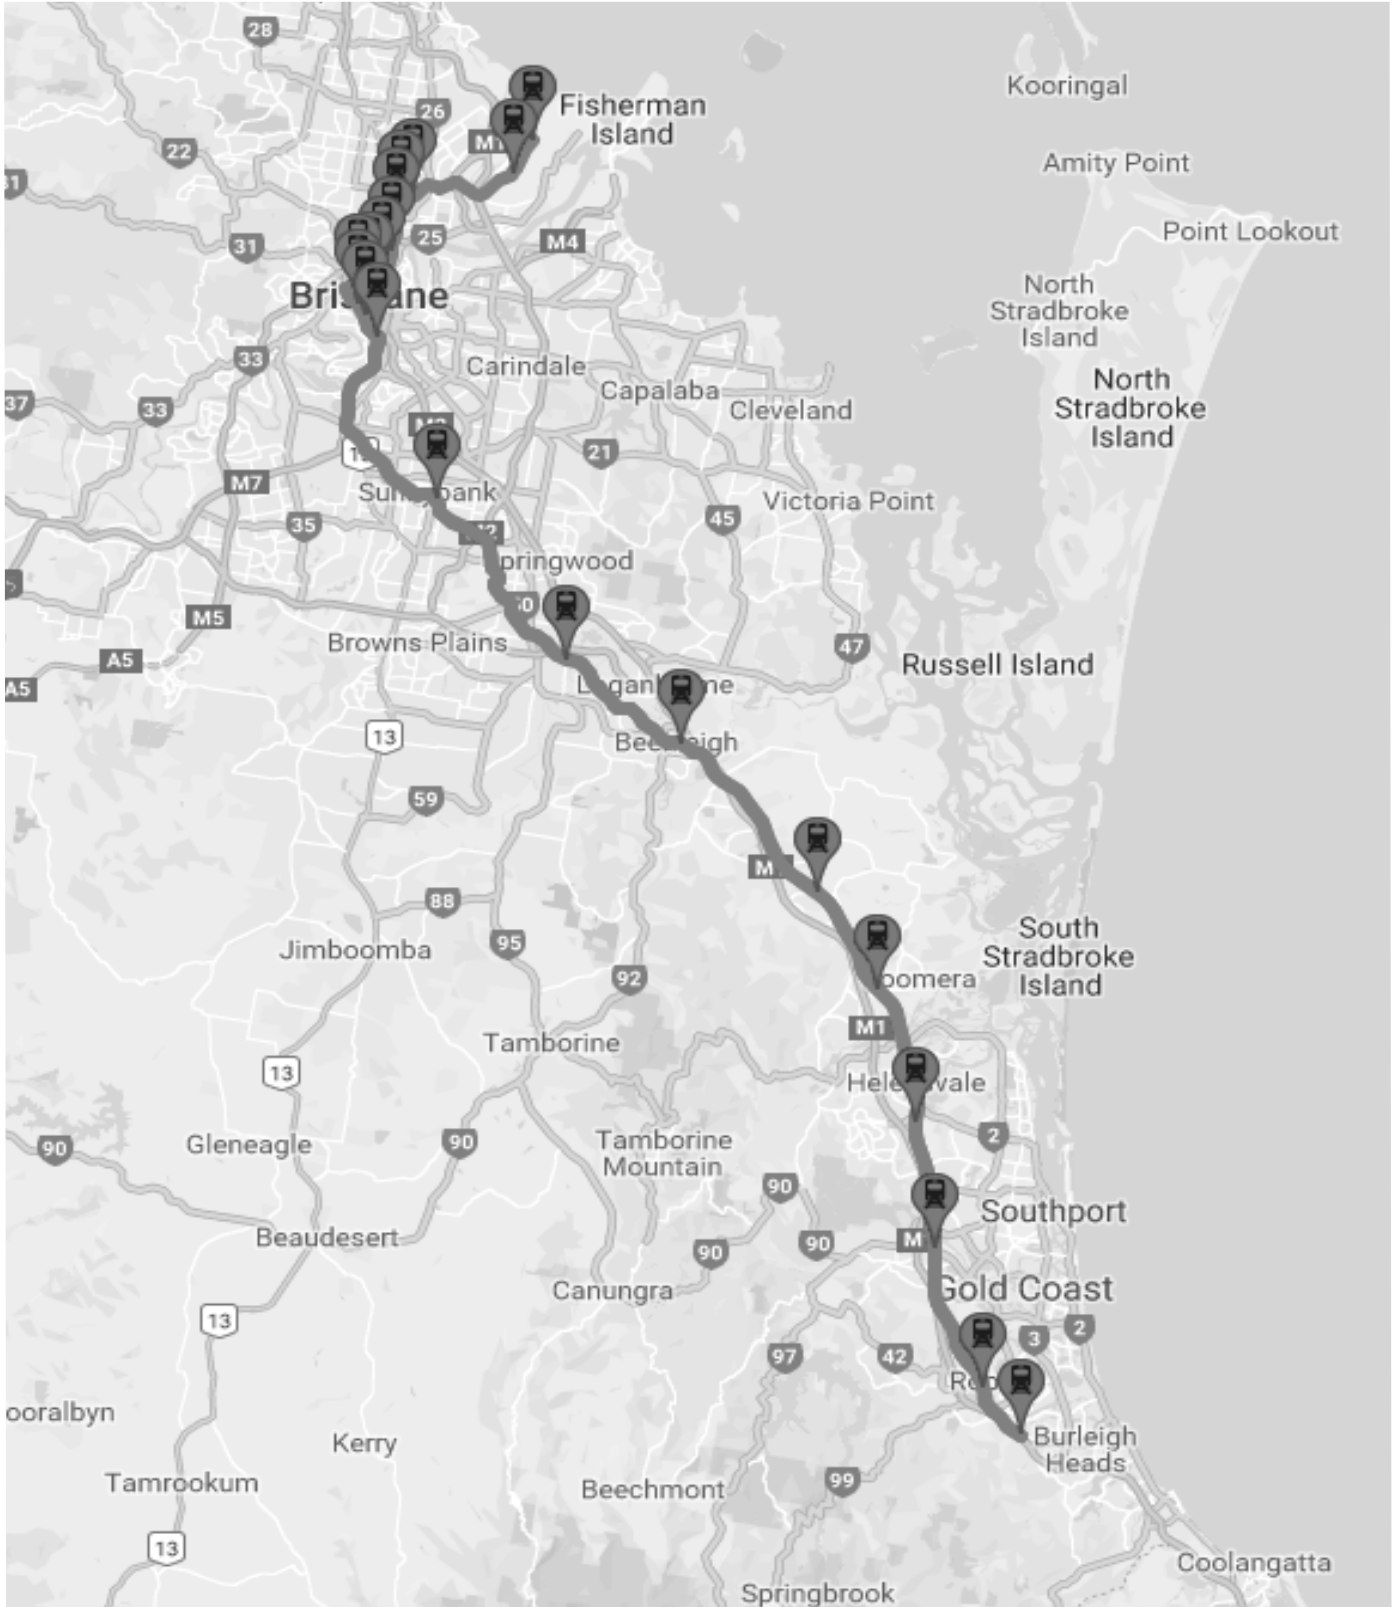 28
Kooringal
26
Fisherman
Island
M1
22
Amity Point
31
25
M4
Point Lookout
North
Stradbroke
Island
Brisbane
33
Carindale
Capalaba
Cleveland
North
Stradbroke
Island
37
33
21
M7
Victoria Point
35
45
pringwood
M5
Browns Plains
47
A5
Russell Island
A5
13
59
88
Jimboomba
95
92
South
Stradbroke
Island
oomera
M1
Tamborine
13
90
Gleneagle
90
Tamborine
Mountain
2
90
Southport
Beaudesert
90
90
M
Canungra
Gold Coast
13
3
2
97
42
ooralbyn
Kerry
Burleigh
Heads
Tamrookum
Beechmont
99
13
Coolangatta
Springbrook